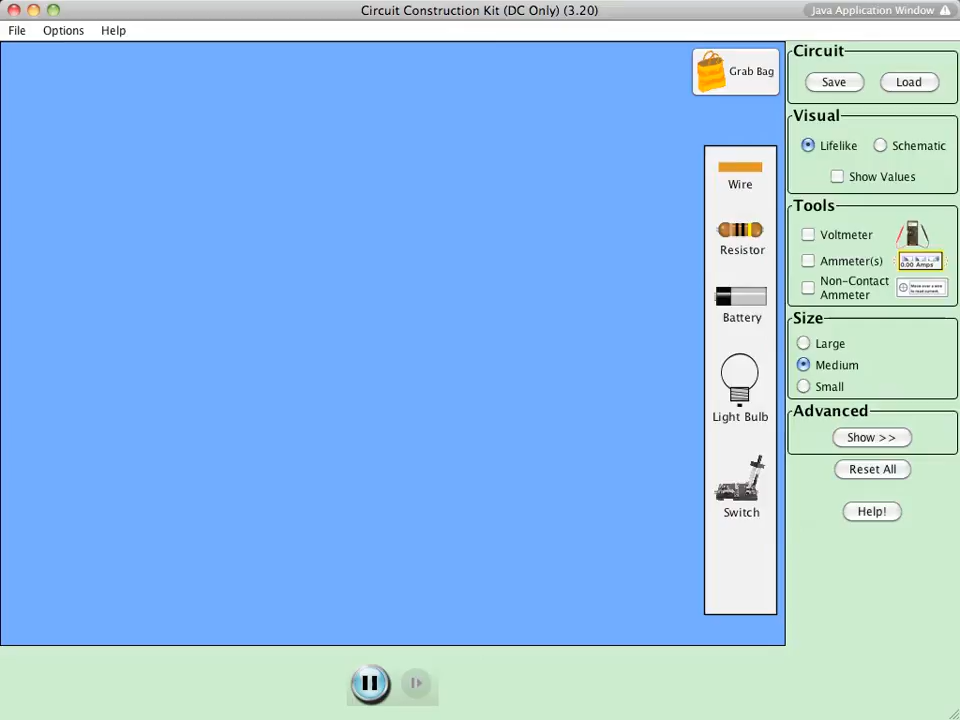 Circuit Construction Kit (DC Only) (3.20)
Java Application Window
File Options Help
Grab Bag
Wire
Resistor
Battery
Light Bulb
Switch
Circuit
Save Load
Visual
Lifelike Schematic
Show Values
Tools
Voltmeter
Ammeter(s)
0.00 Amps
Non-Contact
Ammeter
Size
Large
Medium
Small
Advanced
Show >>
Reset All
Help!